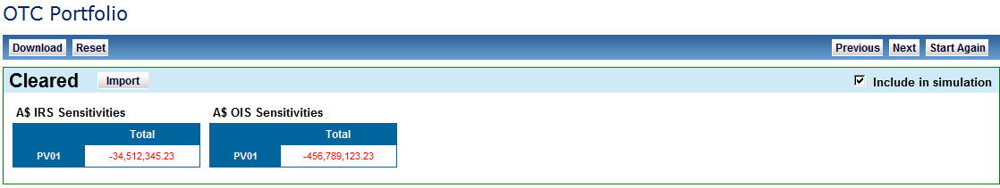 OTC Portfolio
Download Reset Previous Next Start Again
Cleared Import Include in simulation
A$ IRS Sensitivities A$ OIS Sensitivities
Total Total
PV01 -34,512,345.23 PV01 -456,789,123.23